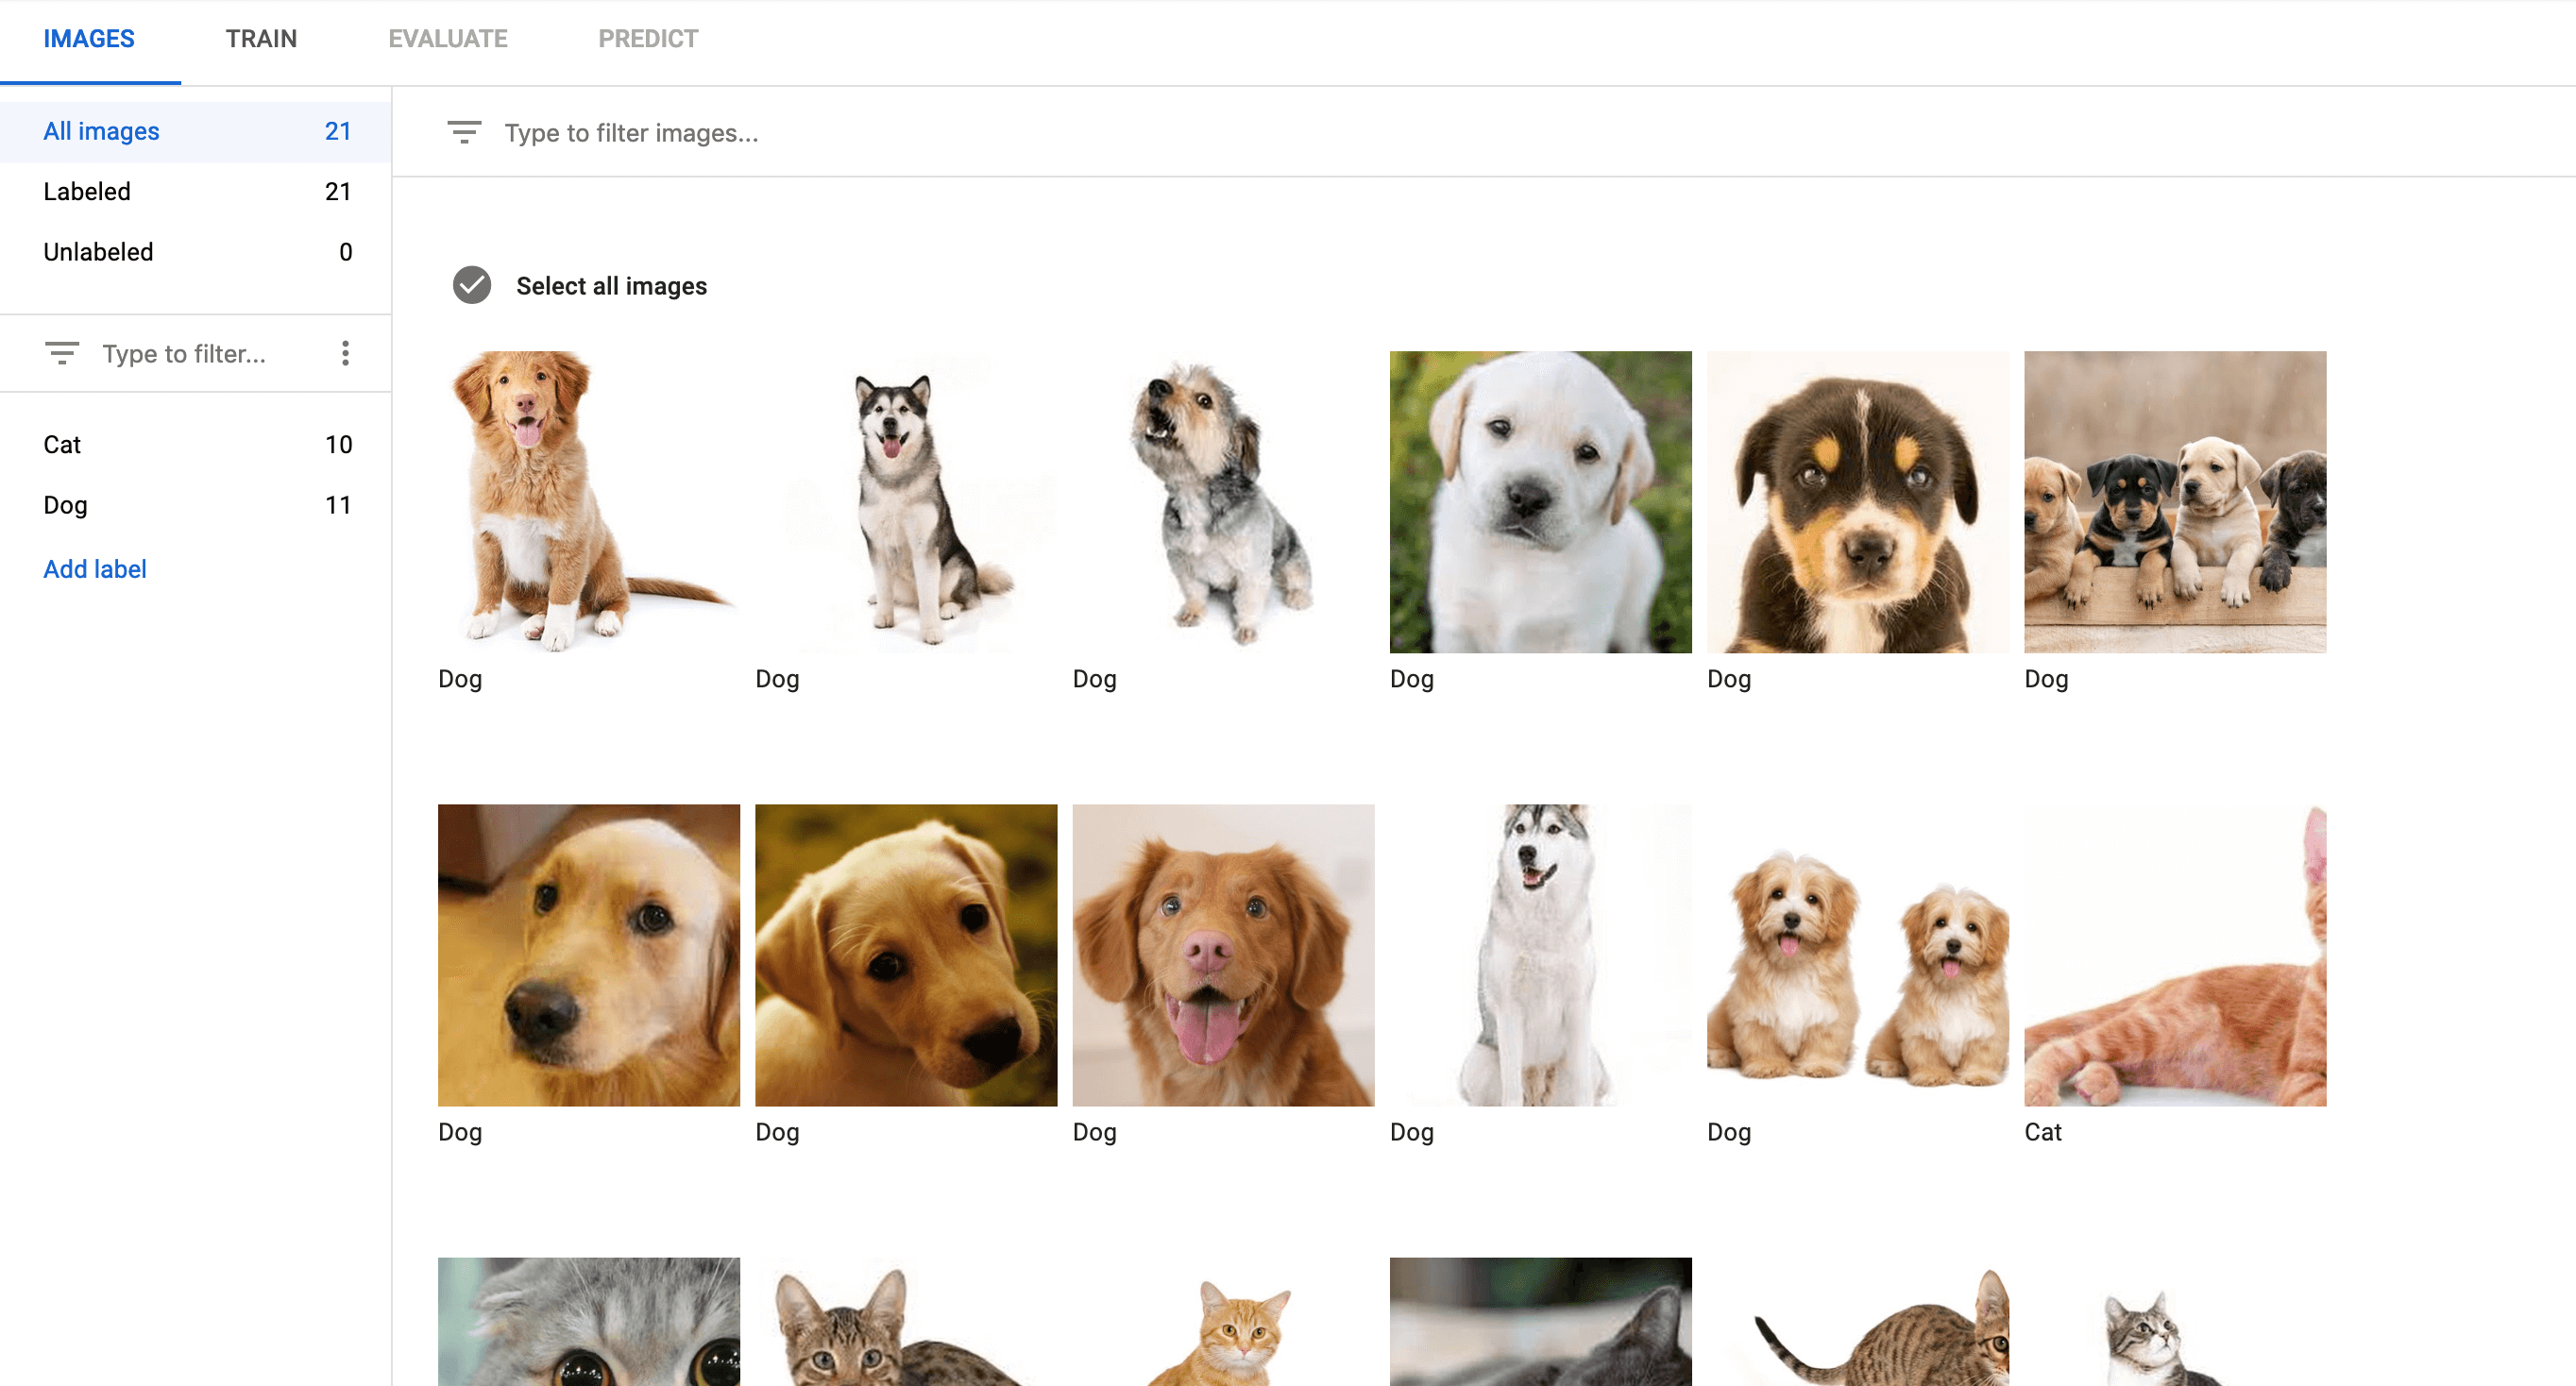 IMAGES TRAIN EVALUATE PREDICT
All images 21
Labeled 21
Unlabeled 0
Type to filter...
Cat 10
Dog 11
Add label
Type to filter images...
Select all images
Dog Dog Dog Dog Dog Dog
Dog Dog Dog Dog Dog Cat